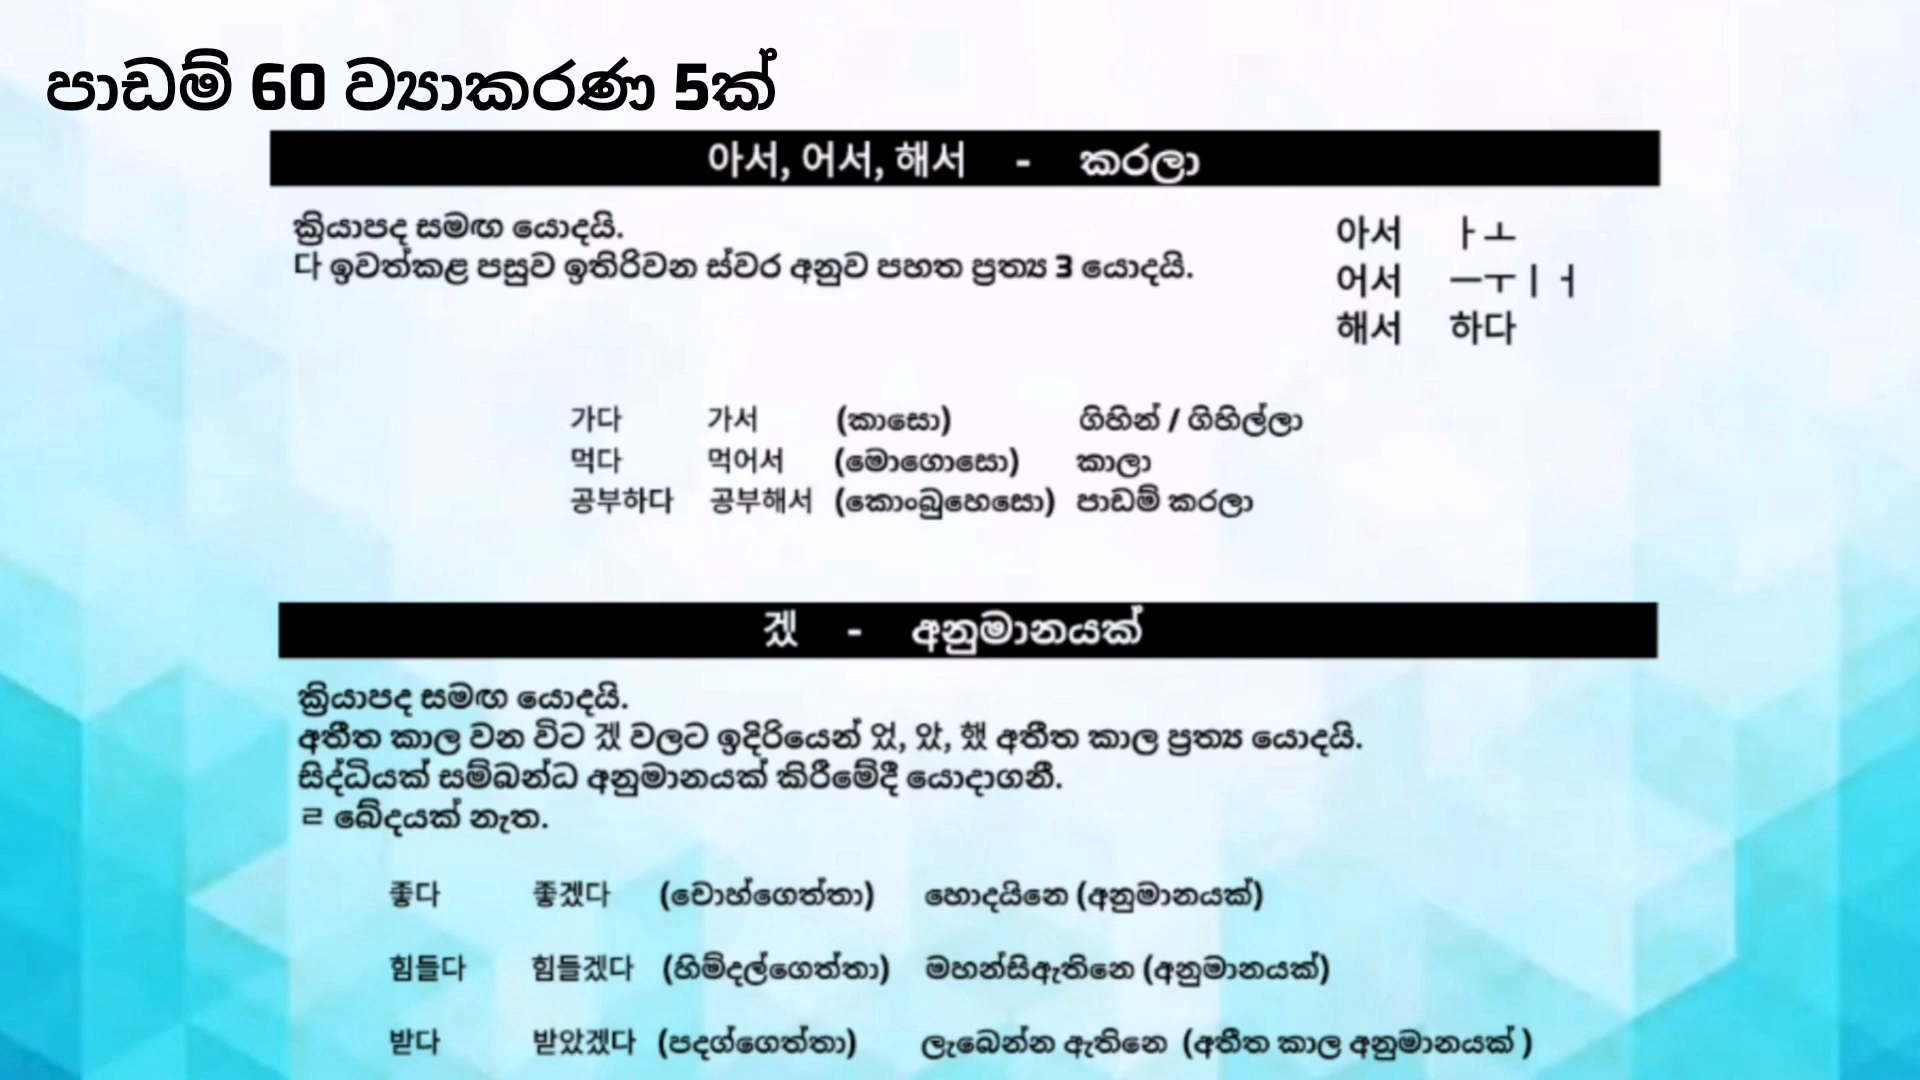 පාඩම් 60 ව්‍යාකරණ 5ක්
아서, 어서, 해서 - කරලා
ක්‍රියාපද සමඟ යොදයි.
다 ඉවත්කළ පසුව ඉතිරිවන ස්වර අනුව පහත ප්‍රත්‍ය 3 යොදයි.
아서 ㅏㅗ
어서 ㅡㅜㅣㅓ
해서 하다
가다 가서 (කාසො) ගිහින් / ගිහිල්ලා
먹다 먹어서 (මොගොසො) කාලා
공부하다 공부해서 (කොංබුහෙසො) පාඩම් කරලා
겠 - අනුමානයක්
ක්‍රියාපද සමඟ යොදයි.
අතීත කාල වන විට 겠 වලට ඉදිරියෙන් 었, 았, 했 අතීත කාල ප්‍රත්‍ය යොදයි.
සිද්ධියක් සම්බන්ධ අනුමානයක් කිරීමේදී යොදාගනී.
ㄹ බේදයක් නැත.
좋다 좋겠다 (චොහ්ගෙත්තා) හොදයිනෙ (අනුමානයක්)
힘들다 힘들겠다 (හිම්දල්ගෙත්තා) මහන්සිඇතිනෙ (අනුමානයක්)
받다 받았겠다 (පදග්ගෙත්තා) ලැබෙන්න ඇතිනෙ (අතීත කාල අනුමානයක් )